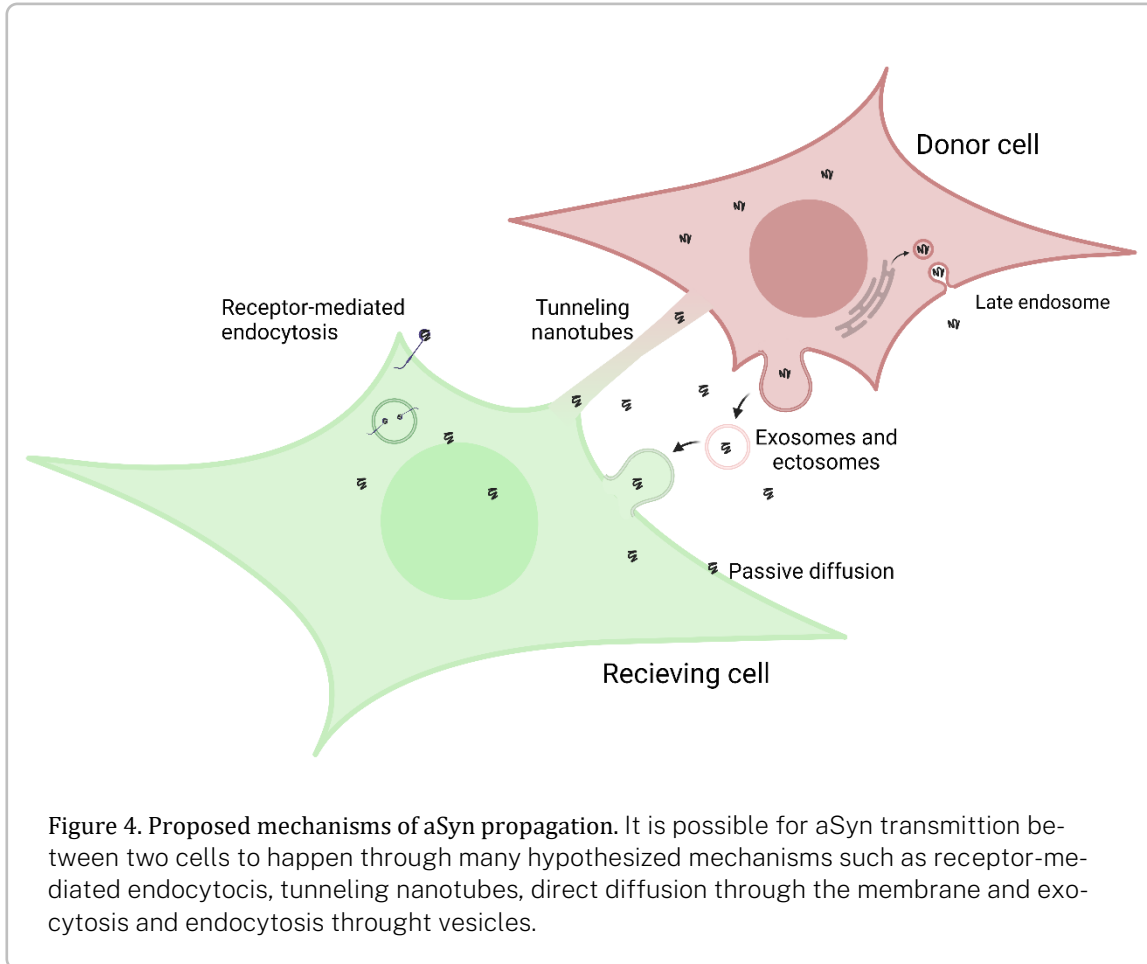 Donor cell
Late endosome
Receptor-mediated
endocytosis
Tunneling
nanotubes
Exosomes and
ectosomes
Passive diffusion
Recieving cell
Figure 4. Proposed mechanisms of aSyn propagation. It is possible for aSyn transmittion be-
tween two cells to happen through many hypothesized mechanisms such as receptor-me-
diated endocytocis, tunneling nanotubes, direct diffusion through the membrane and exo-
cytosis and endocytosis throught vesicles.